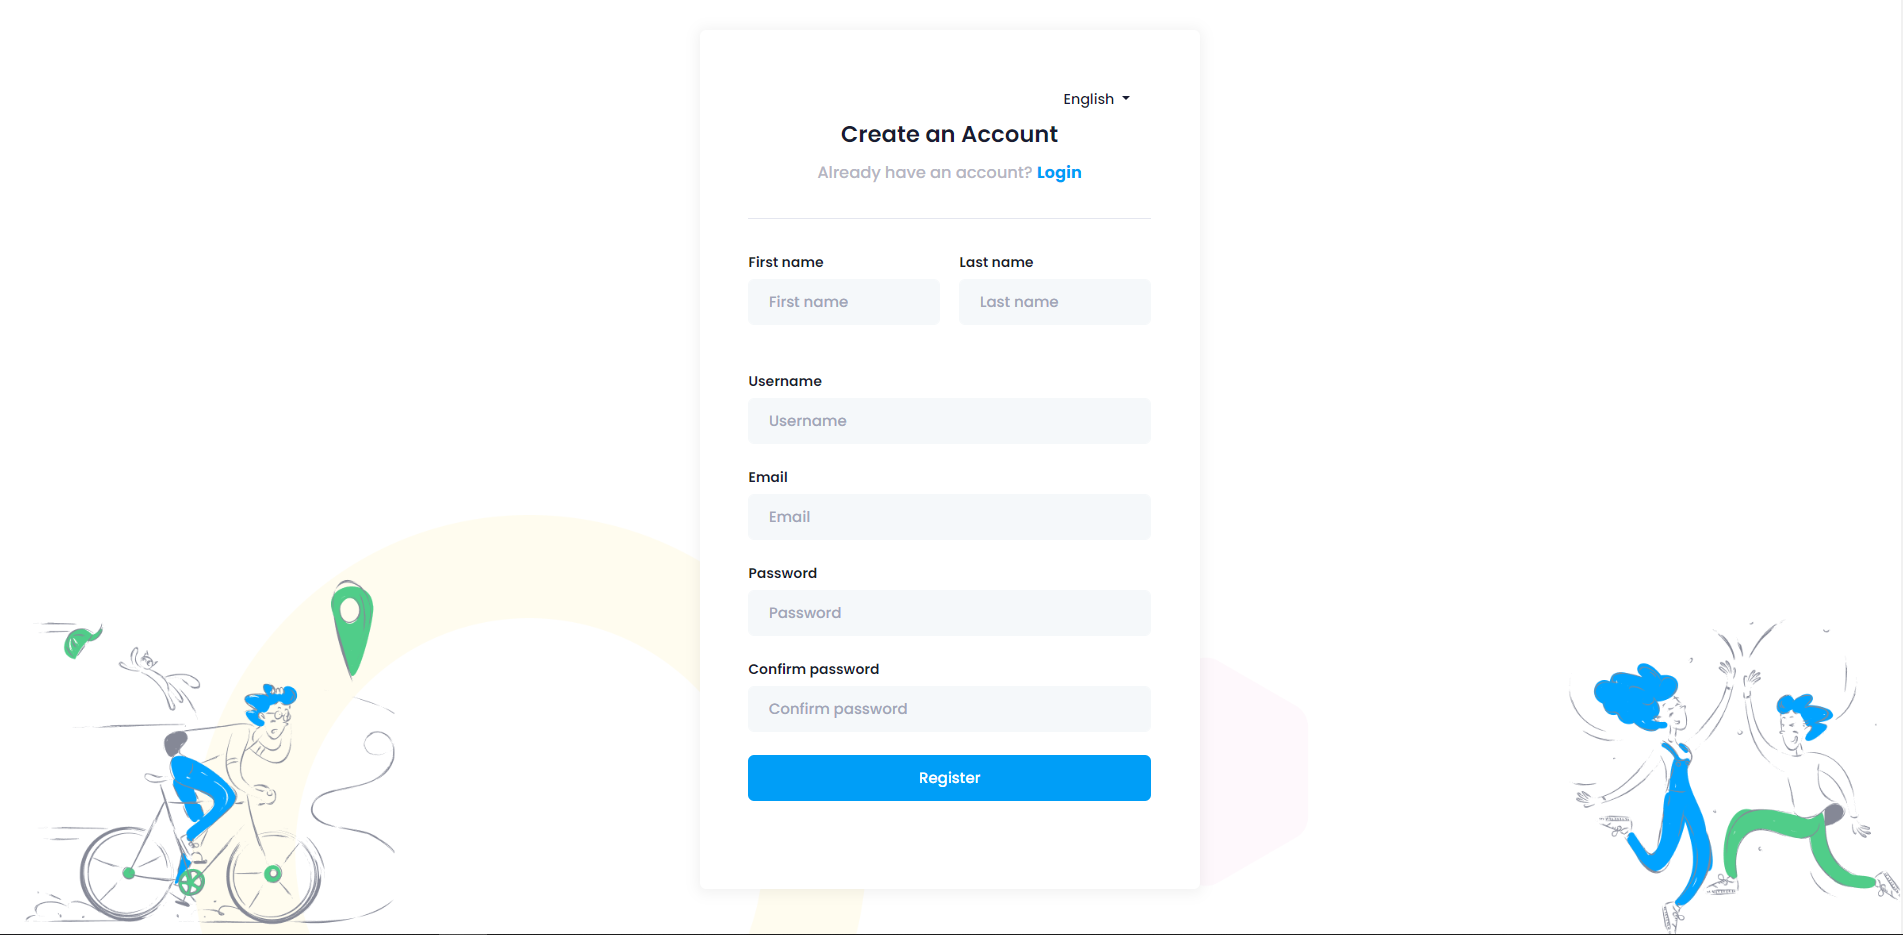 English
Create an Account
Already have an account? Login
First name Last name
First name Last name
Username
Username
Email
Email
Password
Password
Confirm password
Confirm password
Register